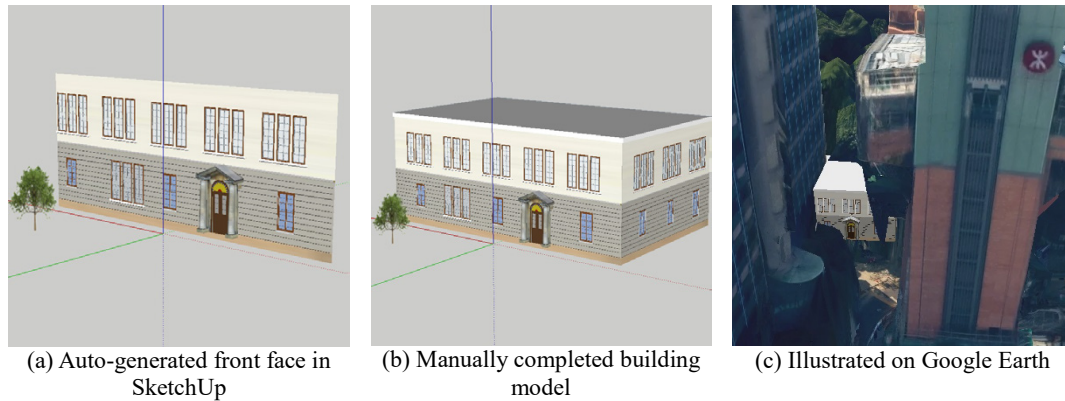 (a) Auto-generated front face in
SketchUp
(b) Manually completed building
model
(c) Illustrated on Google Earth